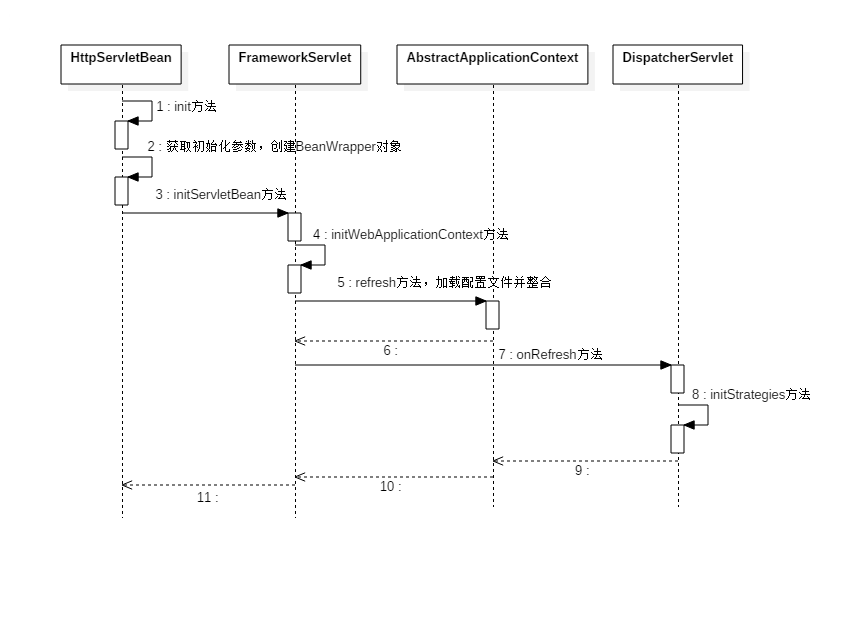 HttpServletBean
FrameworkServlet
AbstractApplicationContext
DispatcherServlet
1 : init方法
2 : 获取初始化参数，创建BeanWrapper对象
3 : initServletBean方法
4 : initWebApplicationContext方法
5 : refresh方法，加载配置文件并整合
6 :
7 : onRefresh方法
8 : initStrategies方法
9 :
10 :
11 :